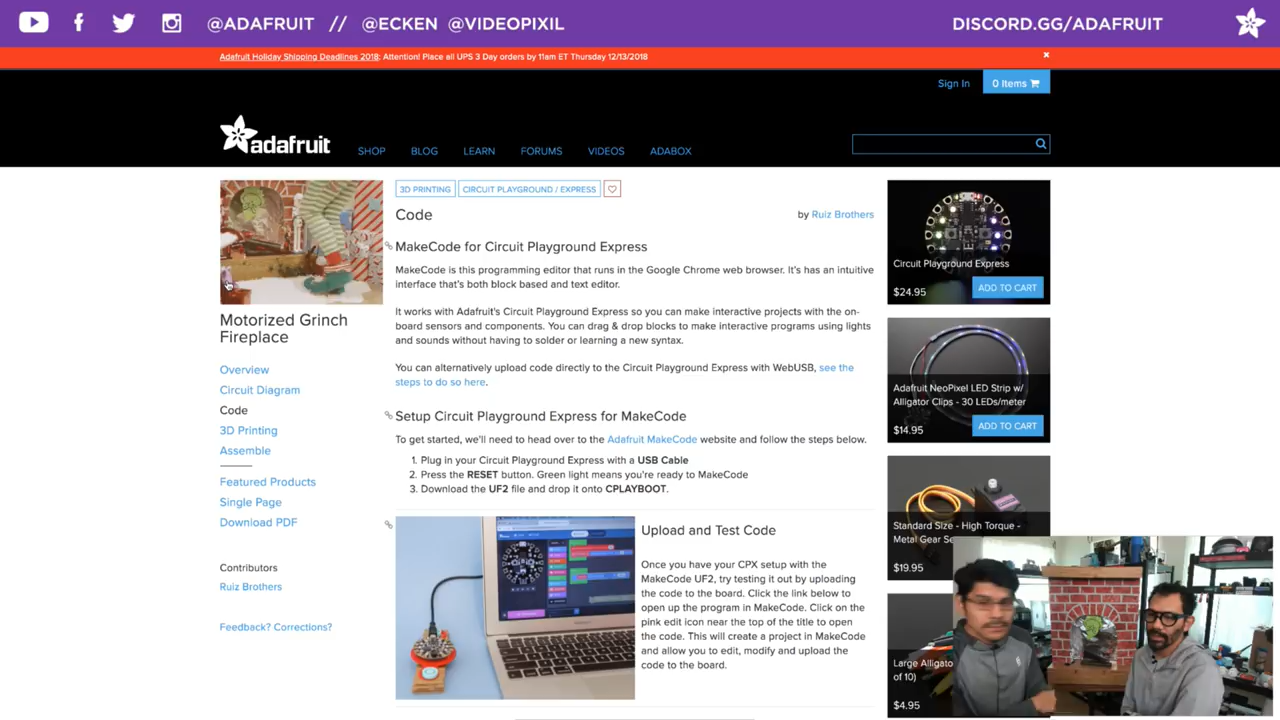 @ADAFRUIT // @ECKEN @VIDEOPIXIL
DISCORD.GG/ADAFRUIT
Adafruit Holiday Shipping Deadlines 2018: Attention! Place all UPS 3 Day orders by 11am ET Thursday 12/13/2018
Sign In
0 Items
adafruit
SHOP
BLOG
LEARN
FORUMS
VIDEOS
ADABOX
Motorized Grinch
Fireplace
Overview
Circuit Diagram
Code
3D Printing
Assemble
Featured Products
Single Page
Download PDF
Contributors
Ruiz Brothers
Feedback? Corrections?
3D PRINTING
CIRCUIT PLAYGROUND / EXPRESS
Code
by Ruiz Brothers
MakeCode for Circuit Playground Express
MakeCode is this programming editor that runs in the Google Chrome web browser. It's has an intuitive
interface that's both block based and text editor.
It works with Adafruit's Circuit Playground Express so you can make interactive projects with the on-
board sensors and components. You can drag & drop blocks to make interactive programs using lights
and sounds without having to solder or learning a new syntax.
You can alternatively upload code directly to the Circuit Playground Express with WebUSB, see the
steps to do so here.
Setup Circuit Playground Express for MakeCode
To get started, we'll need to head over to the Adafruit MakeCode website and follow the steps below.
1. Plug in your Circuit Playground Express with a USB Cable
2. Press the RESET button. Green light means you're ready to MakeCode
3. Download the UF2 file and drop it onto CPLAYBOOT.
Upload and Test Code
Once you have your CPX setup with the
MakeCode UF2, try testing it out by uploading
the code to the board. Click the link below to
open up the program in MakeCode. Click on the
pink edit icon near the top of the title to open
the code. This will create a project in MakeCode
and allow you to edit, modify and upload the
code to the board.
Circuit Playground Express
$24.95
ADD TO CART
Adafruit NeoPixel LED Strip w/
Alligator Clips - 30 LEDs/meter
$14.95
ADD TO CART
Standard Size - High Torque -
Metal Gear Se
$19.95
Large Alligato
of 10)
$4.95